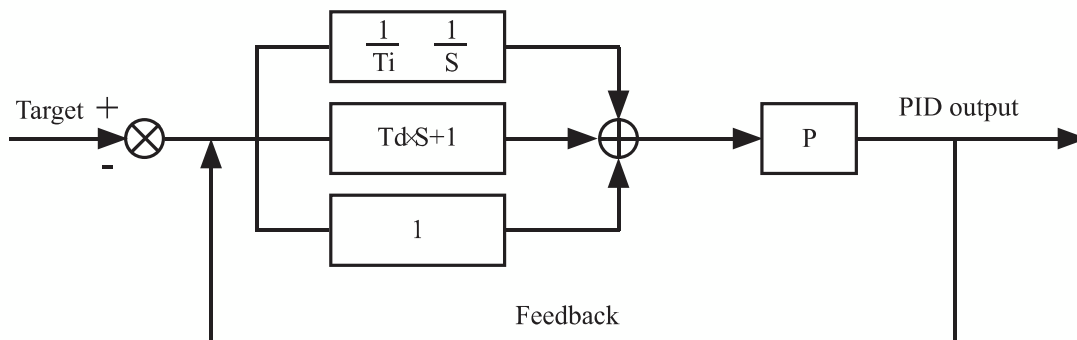 1 1
Ti S
Target +
-
Td×S+1
P
PID output
1
Feedback